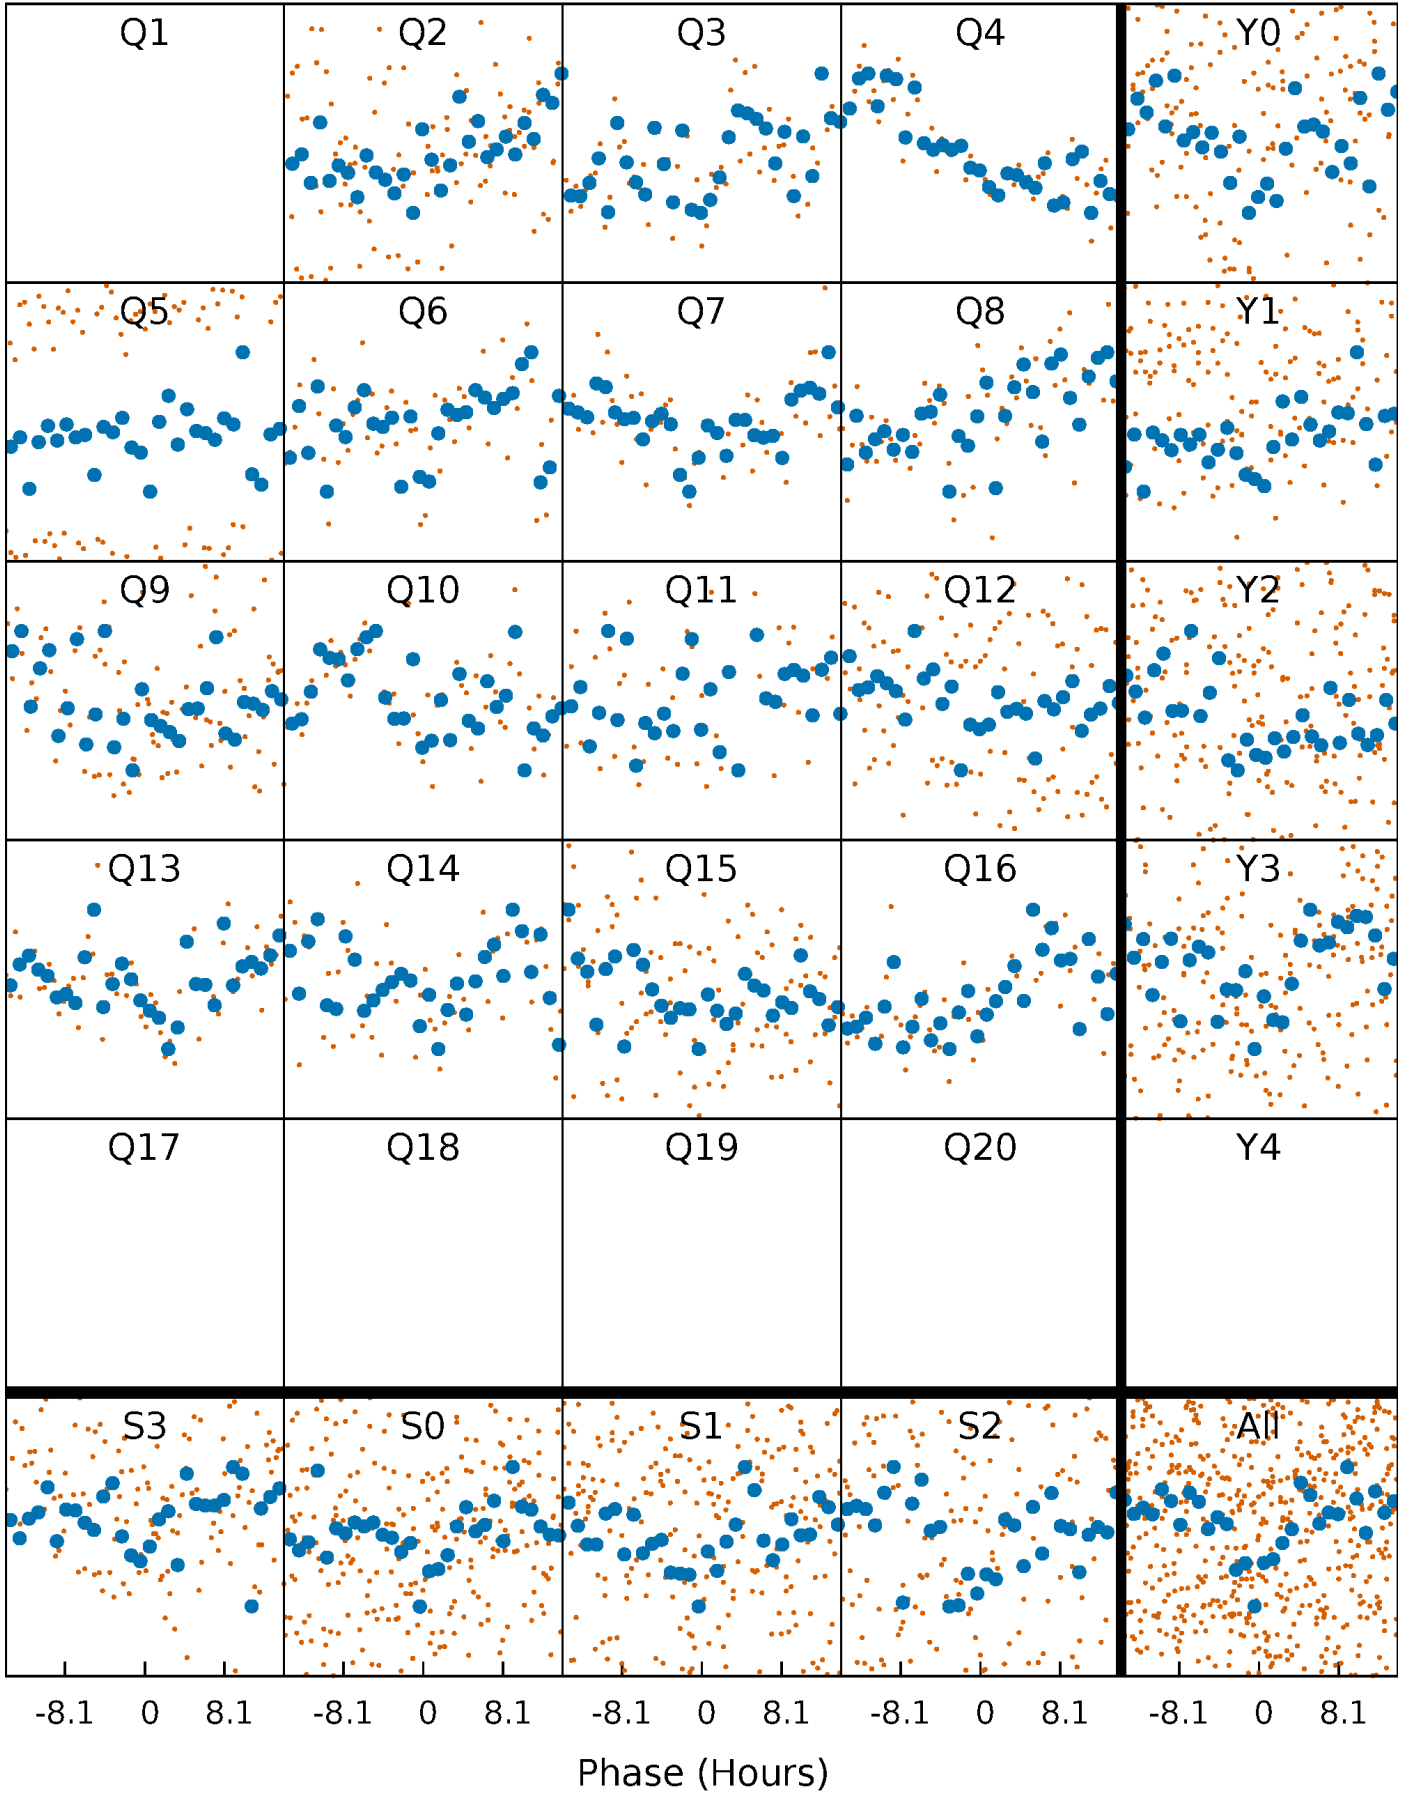 Q1 Q2 Q3 Q4 Y0
Q5 Q6 Q7 Q8 Y1
Q9 Q10 Q11 Q12 Y2
Q13 Q14 Q15 Q16 Y3
Q17 Q18 Q19 Q20 Y4
S3 S0 S1 S2 All
-8.1 0 8.1 -8.1 0 8.1 -8.1 0 8.1 -8.1 0 8.1 -8.1 0 8.1
Phase (Hours)